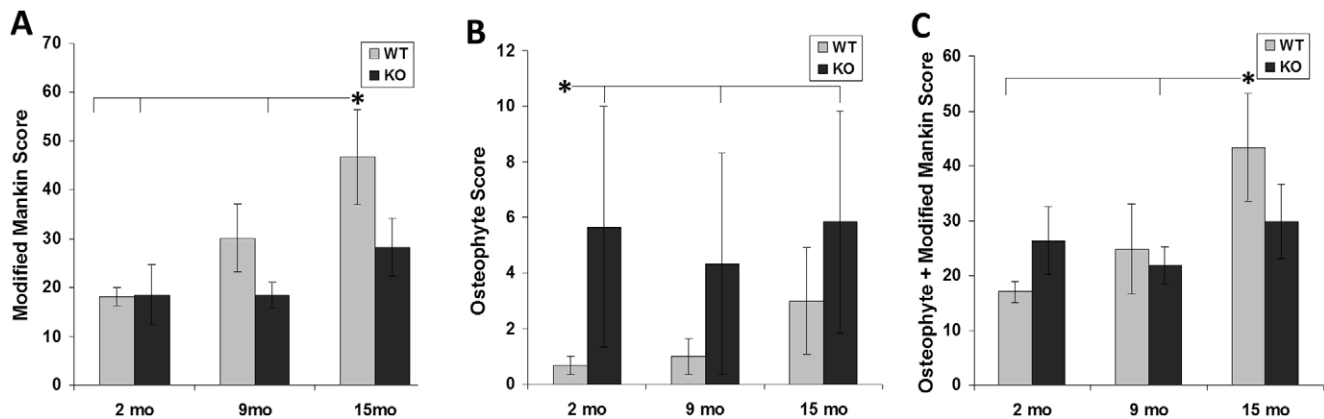 A
Modified Mankin Score
70
60
50
40
30
20
10
0
WT
KO
*
2 mo
9mo
15mo
B
Osteophyte Score
12
10
8
6
4
2
0
WT
KO
*
2 mo
9 mo
15 mo
C
Osteophyte + Modified Mankin Score
60
50
40
30
20
10
0
WT
KO
*
2 mo
9 mo
15 mo